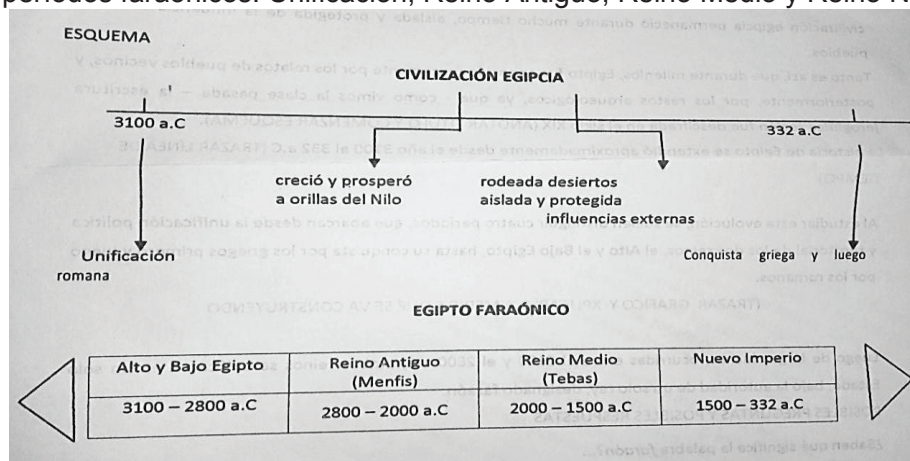 períodos faraónicos: Unificación, Reino Antiguo, Reino Medio y Reino N
ESQUEMA
CIVILIZACIÓN EGIPCIA
3100 a.C
332 a.C
creció y prosperó
a orillas del Nilo
rodeada desiertos
aislada y protegida
influencias externas
Unificación
romana
Conquista griega y luego
EGIPTO FARAÓNICO
Alto y Bajo Egipto
Reino Antiguo
(Menfis)
Reino Medio
(Tebas)
Nuevo Imperio
3100 – 2800 a.C
2800 – 2000 a.C
2000 – 1500 a.C
1500 – 332 a.C